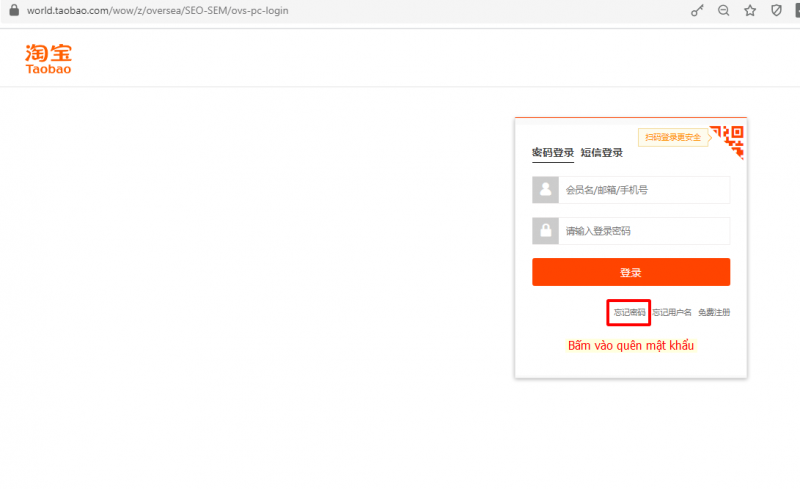 world.taobao.com/wow/z/oversea/SEO-SEM/ovs-pc-login
淘宝
Taobao
扫码登录更安全
密码登录 短信登录
会员名/邮箱/手机号
请输入登录密码
登录
忘记密码 忘记用户名 免费注册
Bấm vào quên mật khẩu